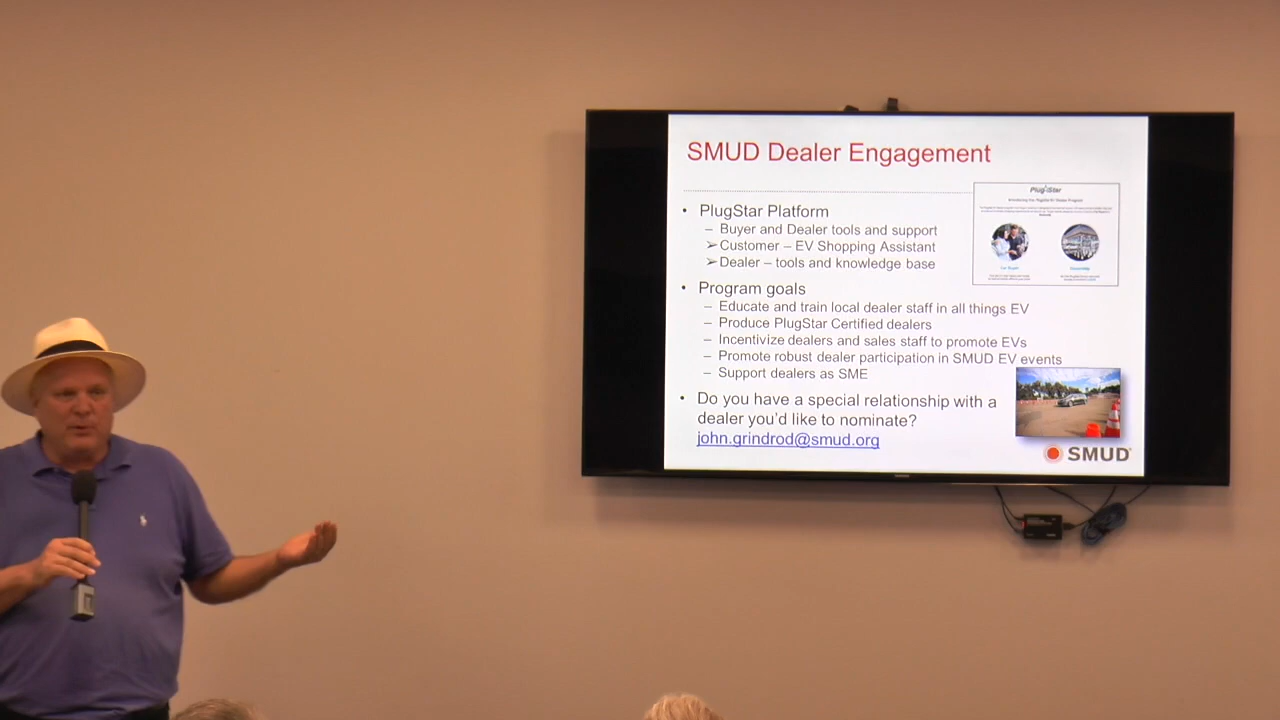 SMUD Dealer Engagement
• PlugStar Platform
– Buyer and Dealer tools and support
➢Customer – EV Shopping Assistant
➢Dealer – tools and knowledge base
• Program goals
– Educate and train local dealer staff in all things EV
– Produce PlugStar Certified dealers
– Incentivize dealers and sales staff to promote EVs
– Promote robust dealer participation in SMUD EV events
– Support dealers as SME
• Do you have a special relationship with a
dealer you'd like to nominate?
john.grindrod@smud.org
PlugStar
SMUD